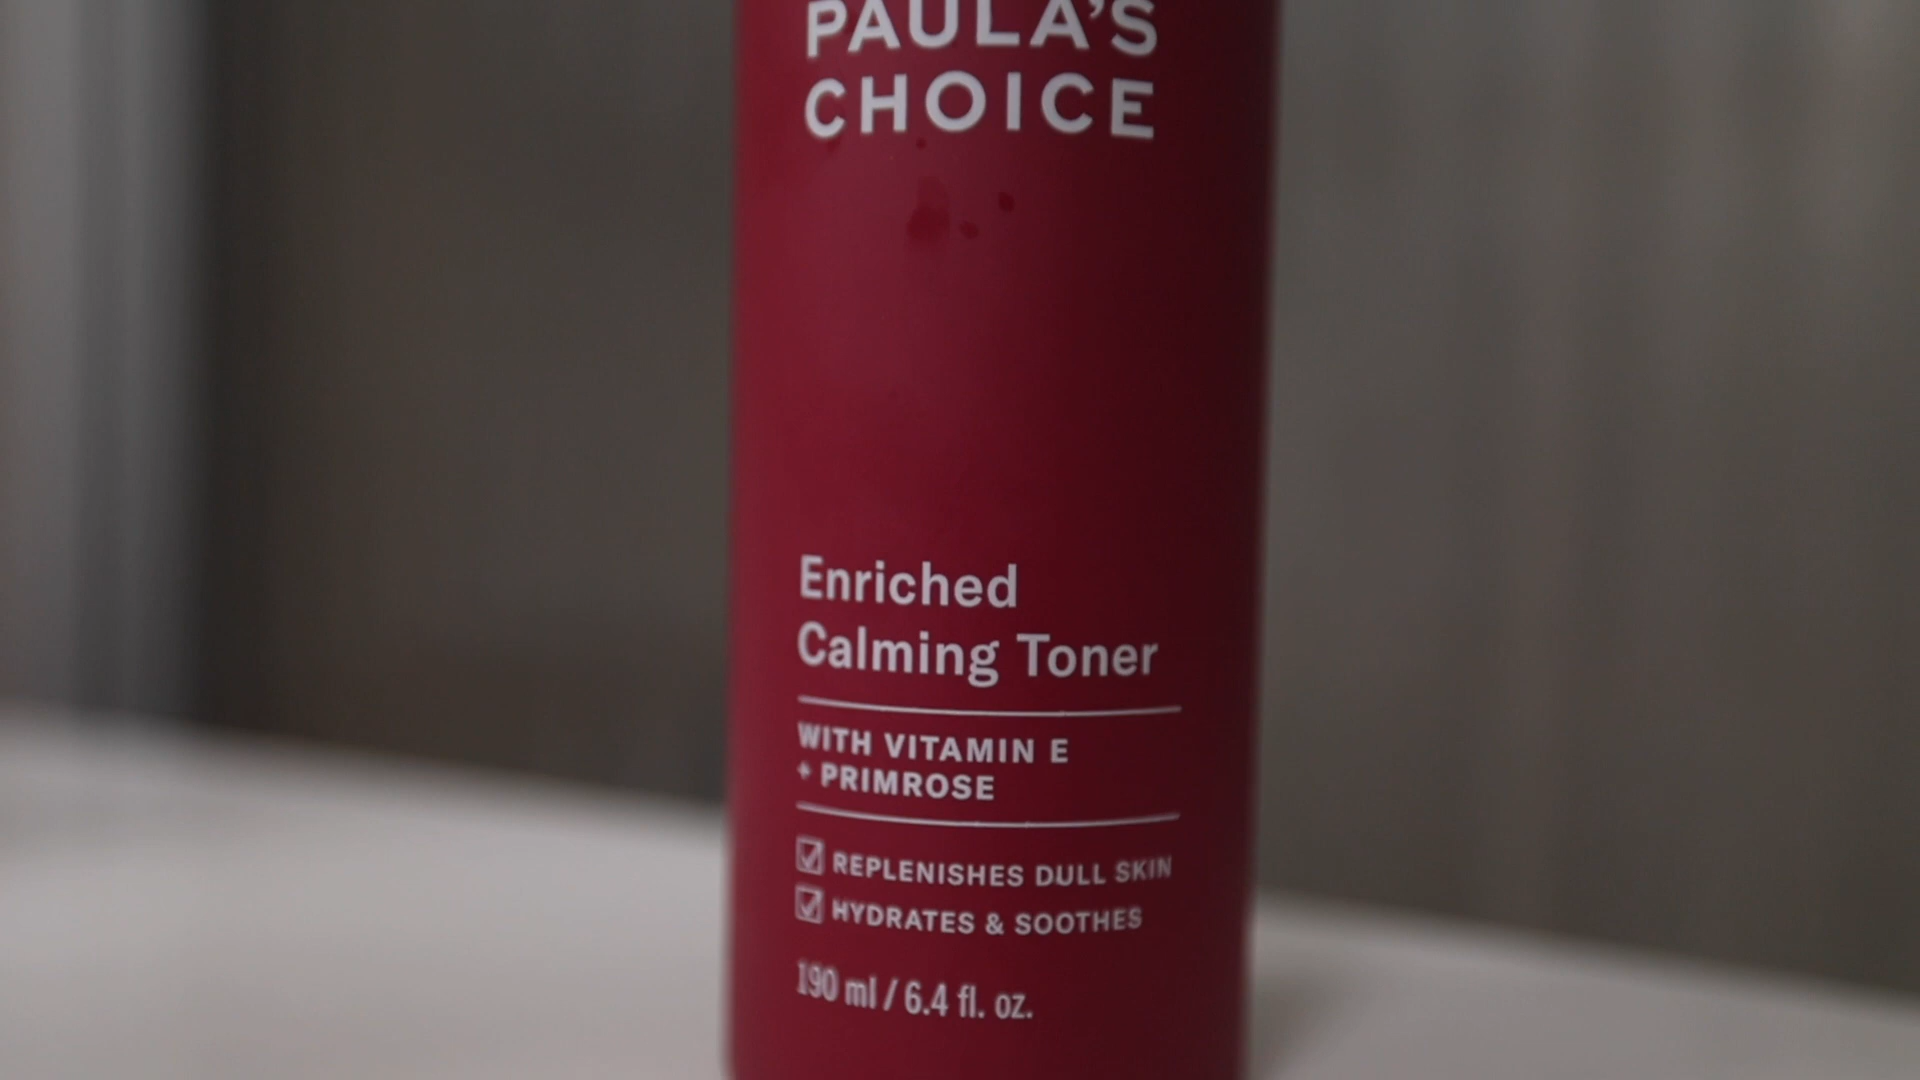 PAULA'S
CHOICE
Enriched
Calming Toner
WITH VITAMIN E
+ PRIMROSE
REPLENISHES DULL SKIN
HYDRATES & SOOTHES
190 ml / 6.4 fl. oz.